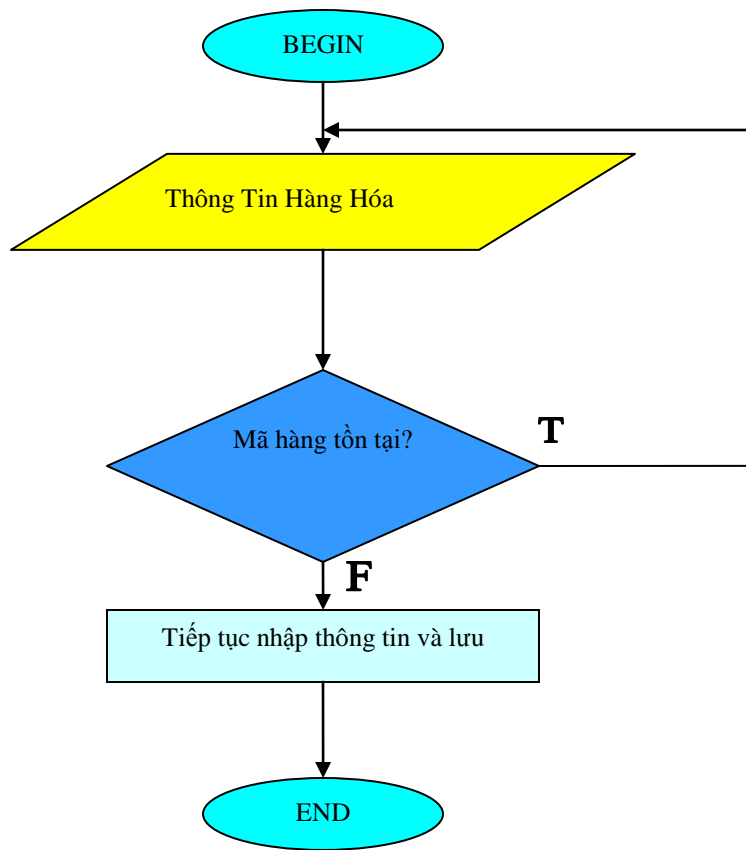 BEGIN
Thông Tin Hàng Hóa
Mã hàng tồn tại?
T
F
Tiếp tục nhập thông tin và lưu
END